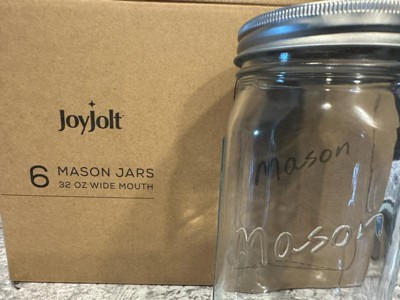 JoyJolt
6 MASON JARS
32 OZ WIDE MOUTH
Mason
Mason